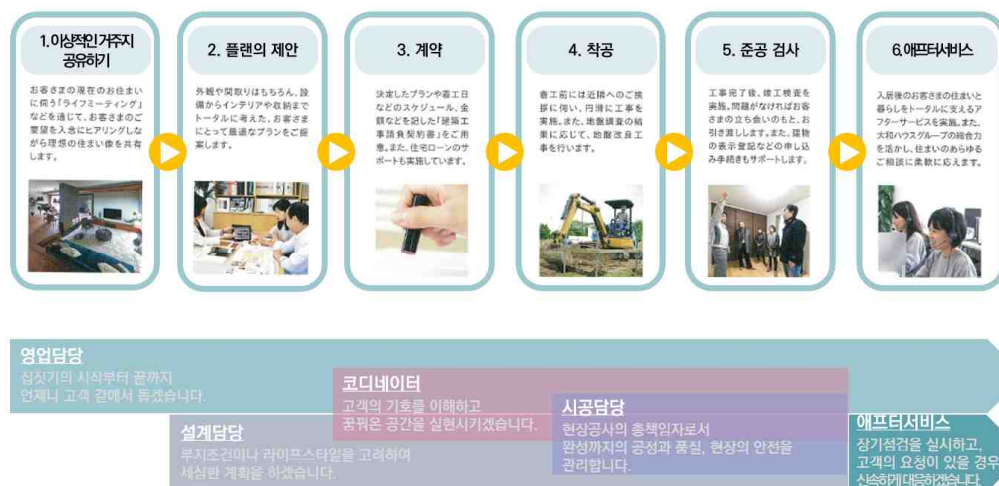 1.이상적인 거주지
공유하기
お客さまの現在のお住まい
に伺う「ライフミーティング」
などを通じて、お客さまのご
要望を入念にヒアリングしな
がら理想の住まい像を共有
します。
2. 플랜의 제안
外観や間取りはもちろん、設
備からインテリアや収納まで
トータルに考えた、お客さま
にとって最適なプランをご提
案します。
3. 계약
決定したプランや着工日
などのスケジュール、金
額などを記した「建築工
事請負契約書」をご用
意。また、住宅ローンのサ
ポートも実施しています。
4. 착공
着工前には近隣へのご挨
拶に伺い、円滑に工事を
実施。また、地盤調査の結
果に応じて、地盤改良工
事を行います。
5. 준공 검사
工事完了後、竣工検査を
実施。問題がなければお客
さまの立ち会いのもと、お
引き渡しします。また、建物
の表示登記などの申し込
み手続きもサポートします。
6.애프터서비스
入居後のお客さまの住まいと
暮らしをトータルに支えるア
フターサービスを実施。また、
大和ハウスグループの総合力
を活かし、住まいのあらゆる
ご相談に柔軟に応えます。
영업담당
집짓기의 시작부터 끝까지
언제나 고객 곁에서 돕겠습니다.
설계담당
부지조건이나 라이프스타일을 고려하여
세심한 계획을 하겠습니다.
코디네이터
고객의 기호를 이해하고
꿈꿔온 공간을 실현시키겠습니다.
시공담당
현장공사의 총책임자로서
완성까지의 공정과 품질, 현장의 안전을
관리합니다.
애프터서비스
장기점검을 실시하고,
고객의 요청이 있을 경우
신속하게 대응하겠습니다.